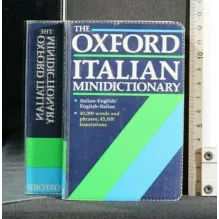 THE
OXFORD
ITALIAN
MINIDICTIONARY
• Italian-English/
English-Italian
• 40,000 words and
phrases; 45,000
translations
THE
OXFORD ITALIAN
MINIDICTIONARY
OXFORD